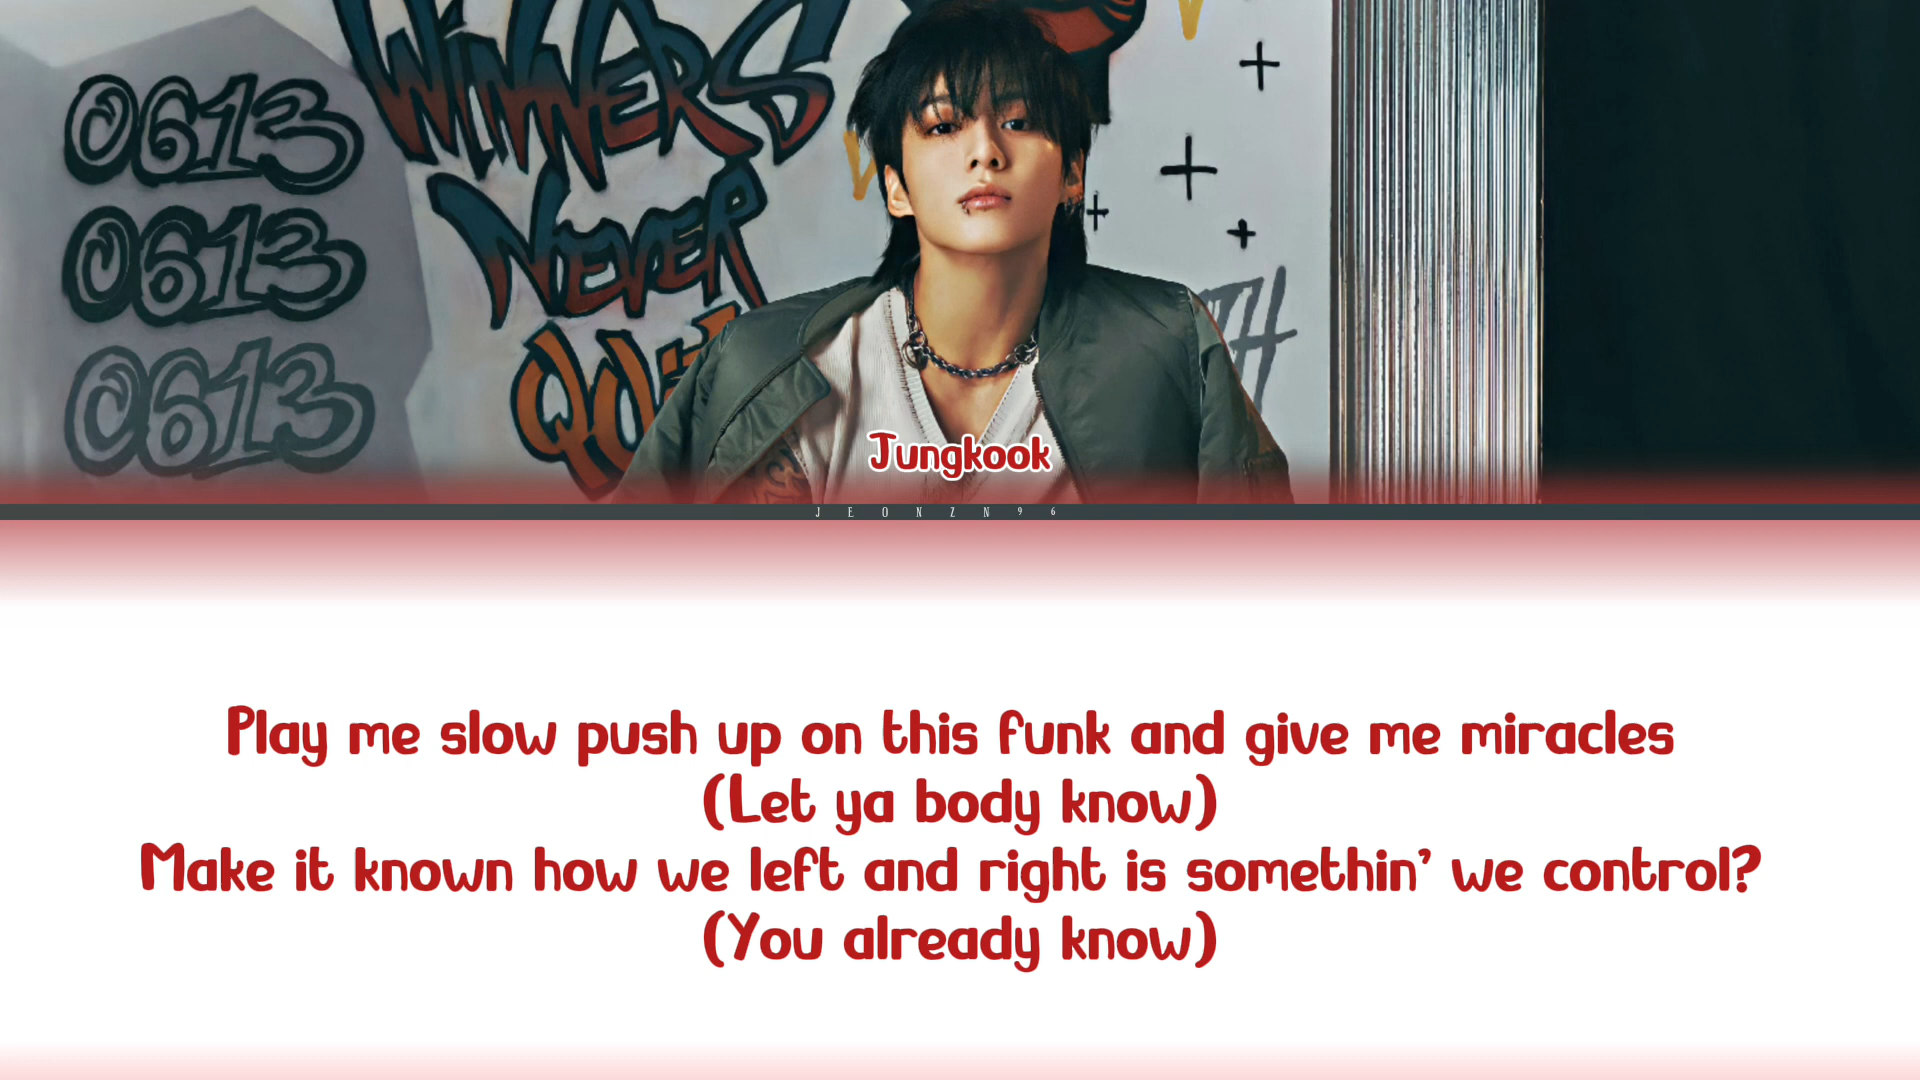 0613
0613
0613
WINNERS
NEVER
QUIT
Jungkook
JEONZN96
Play me slow push up on this funk and give me miracles
(Let ya body know)
Make it known how we left and right is somethin' we control?
(You already know)